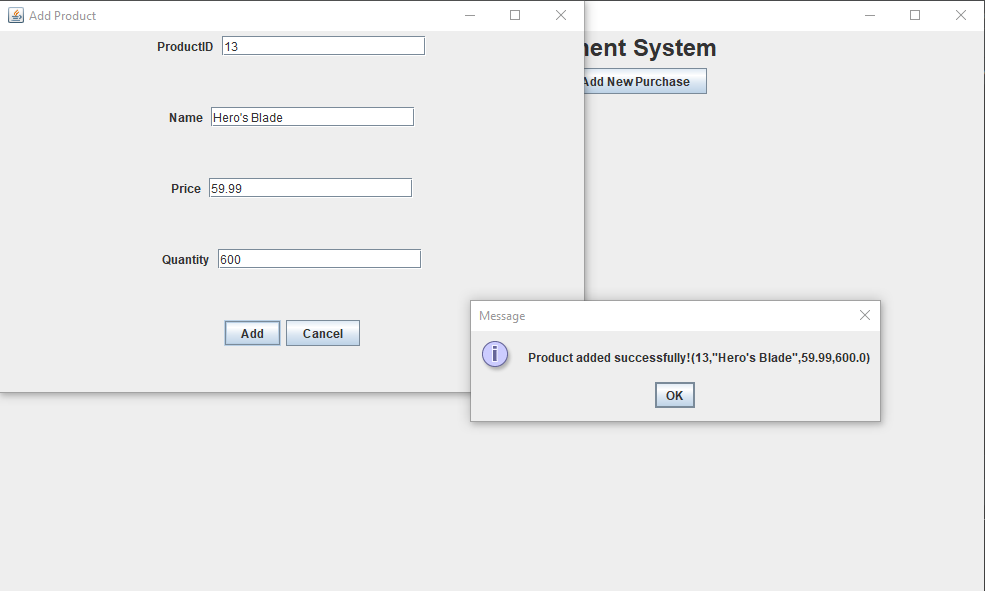 Add Product
ProductID 13
Name Hero's Blade
Price 59.99
Quantity 600
Add Cancel
System
Add New Purchase
Message
Product added successfully!(13,"Hero's Blade",59.99,600.0)
OK